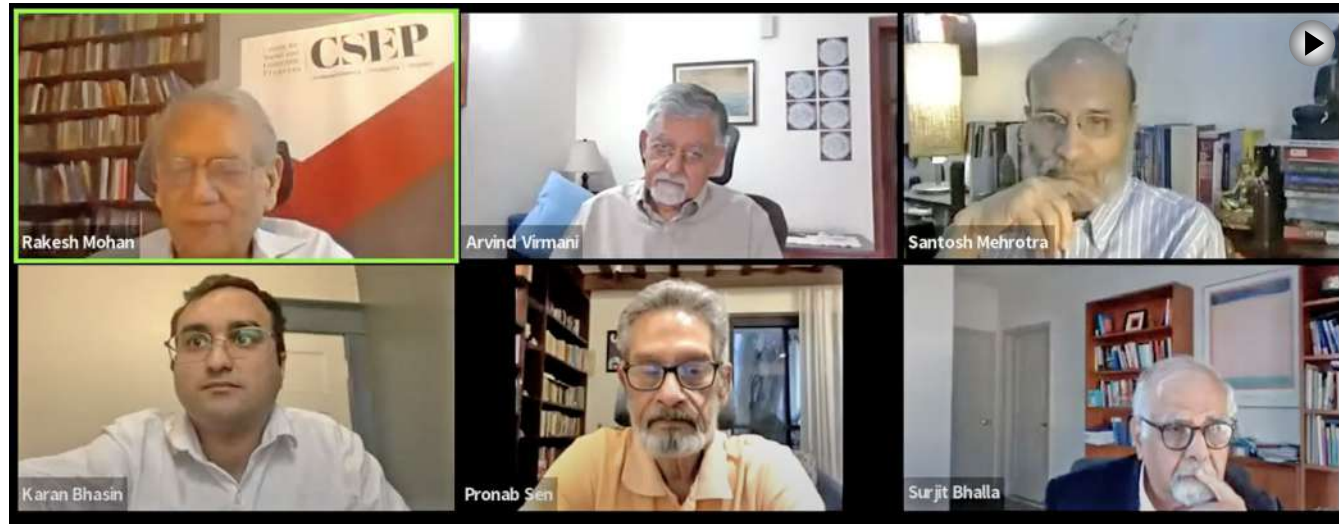 CSEP
Rakesh Mohan
Arvind Virmani
Santosh Mehrotra
Karan Bhasin
Pronab Sen
Surjit Bhalla